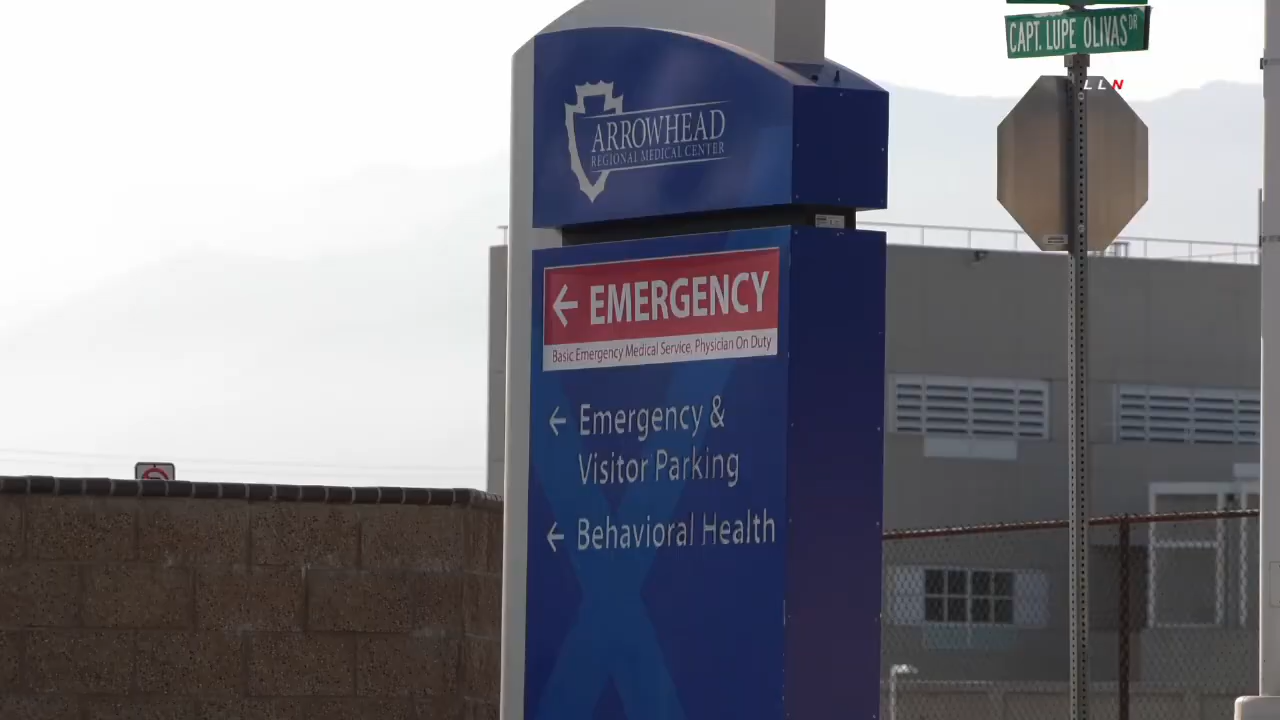 CAPT. LUPE OLIVAS DR
LLN
ARROWHEAD
REGIONAL MEDICAL CENTER
← EMERGENCY
Basic Emergency Medical Service, Physician On Duty
← Emergency &
Visitor Parking
← Behavioral Health